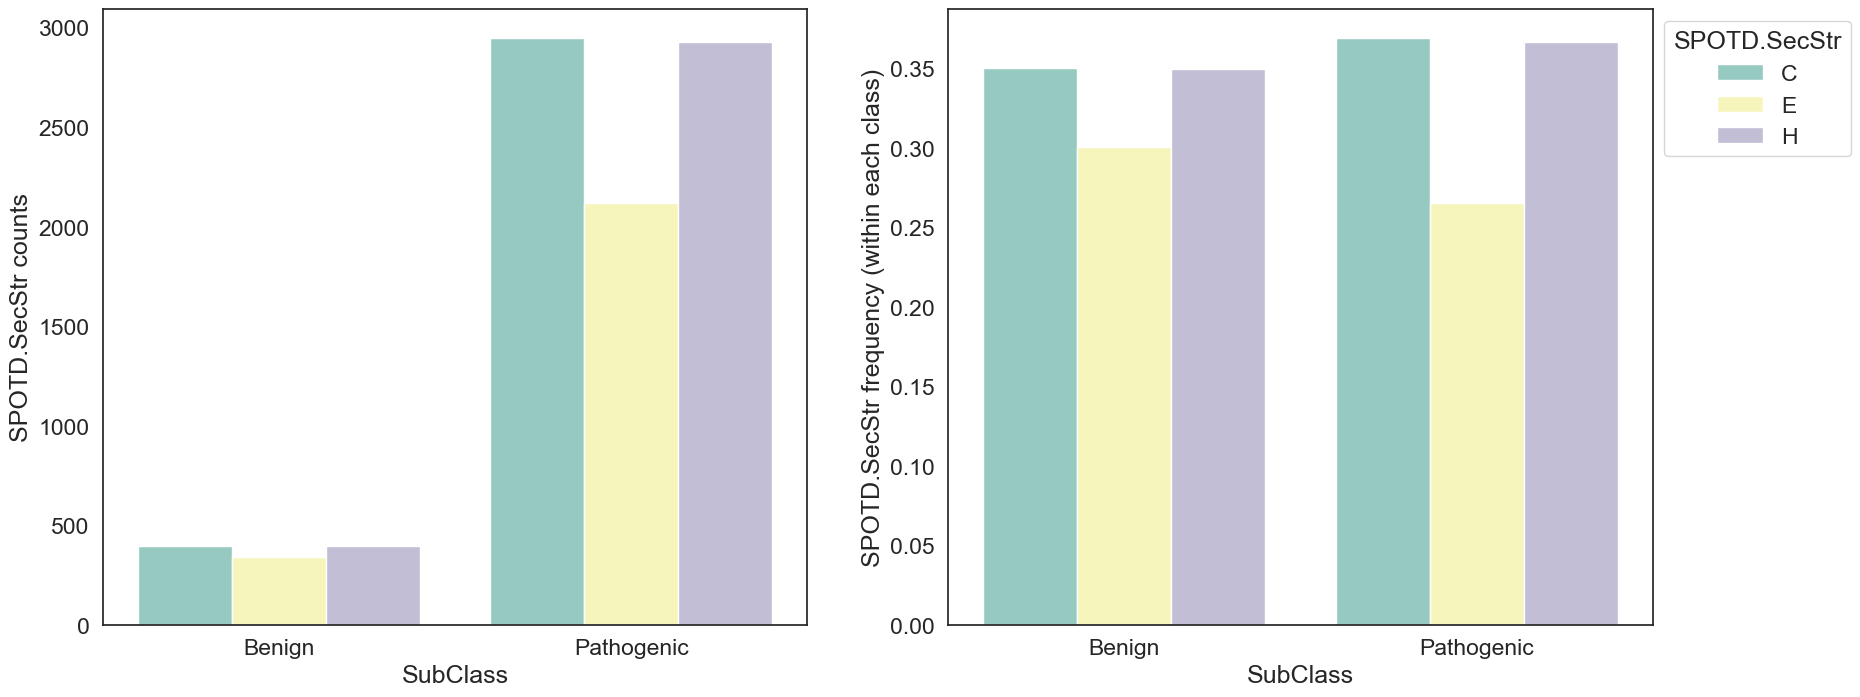 SPOTD.SecStr counts
3000
2500
2000
1500
1000
500
0
Benign
Pathogenic
SubClass
SPOTD.SecStr frequency (within each class)
0.35
0.30
0.25
0.20
0.15
0.10
0.05
0.00
Benign
Pathogenic
SubClass
SPOTD.SecStr
C
E
H